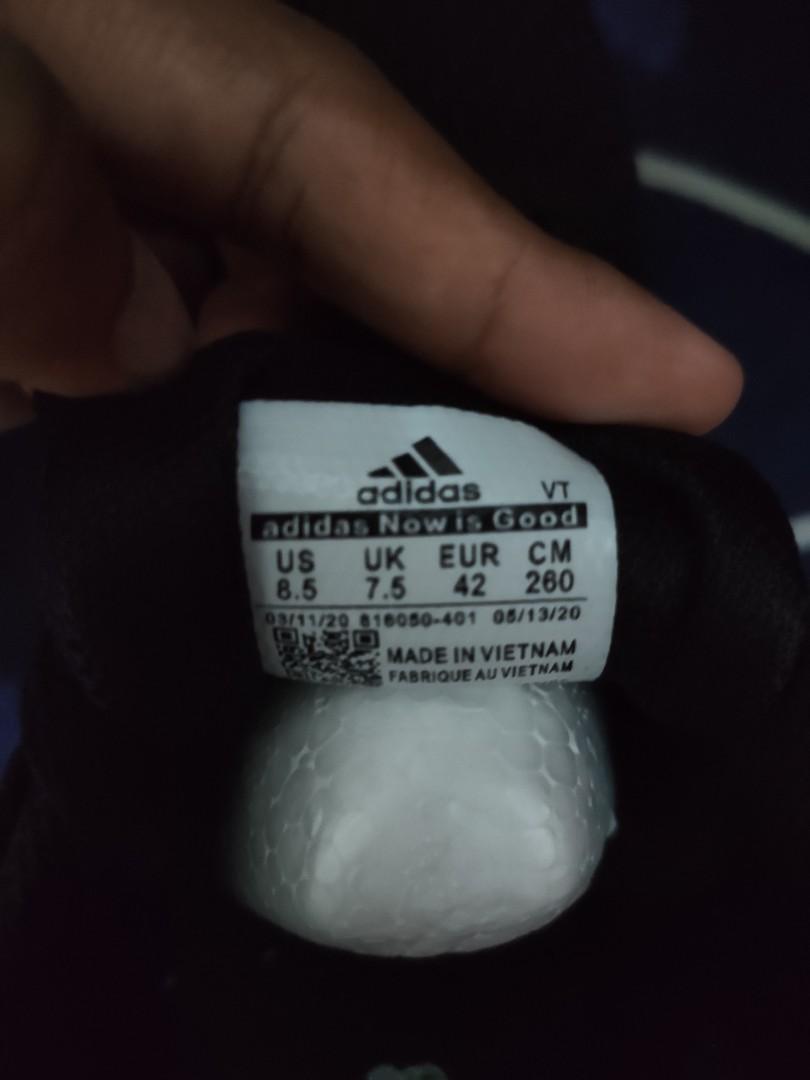 adidas VT
adidas Now is Good
US UK EUR CM
8.5 7.5 42 260
03/11/20 816050-401 05/13/20
MADE IN VIETNAM
FABRIQUE AU VIETNAM